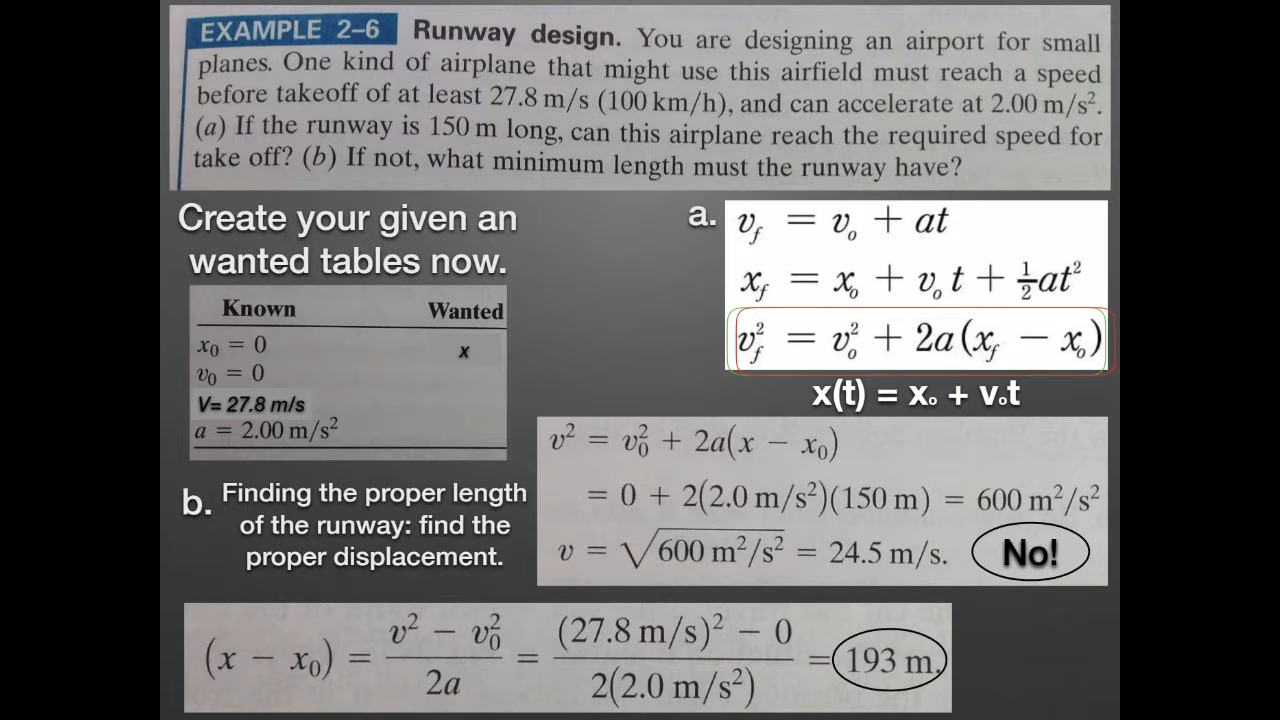 EXAMPLE 2–6 Runway design. You are designing an airport for small
planes. One kind of airplane that might use this airfield must reach a speed
before takeoff of at least 27.8 m/s (100 km/h), and can accelerate at 2.00 m/s².
(a) If the runway is 150 m long, can this airplane reach the required speed for
take off? (b) If not, what minimum length must the runway have?
Create your given an
wanted tables now.
Known Wanted
x₀ = 0 x
v₀ = 0
V= 27.8 m/s
a = 2.00 m/s²
a.
v_f = v_o + at
x_f = x_o + v_o t + ½at²
v_f² = v_o² + 2a(x_f − x_o)
x(t) = x₀ + v₀t
v² = v₀² + 2a(x − x₀)
= 0 + 2(2.0 m/s²)(150 m) = 600 m²/s²
v = √600 m²/s² = 24.5 m/s. No!
b. Finding the proper length
of the runway: find the
proper displacement.
(x − x₀) = (v² − v₀²)/2a = ((27.8 m/s)² − 0)/2(2.0 m/s²) = 193 m.